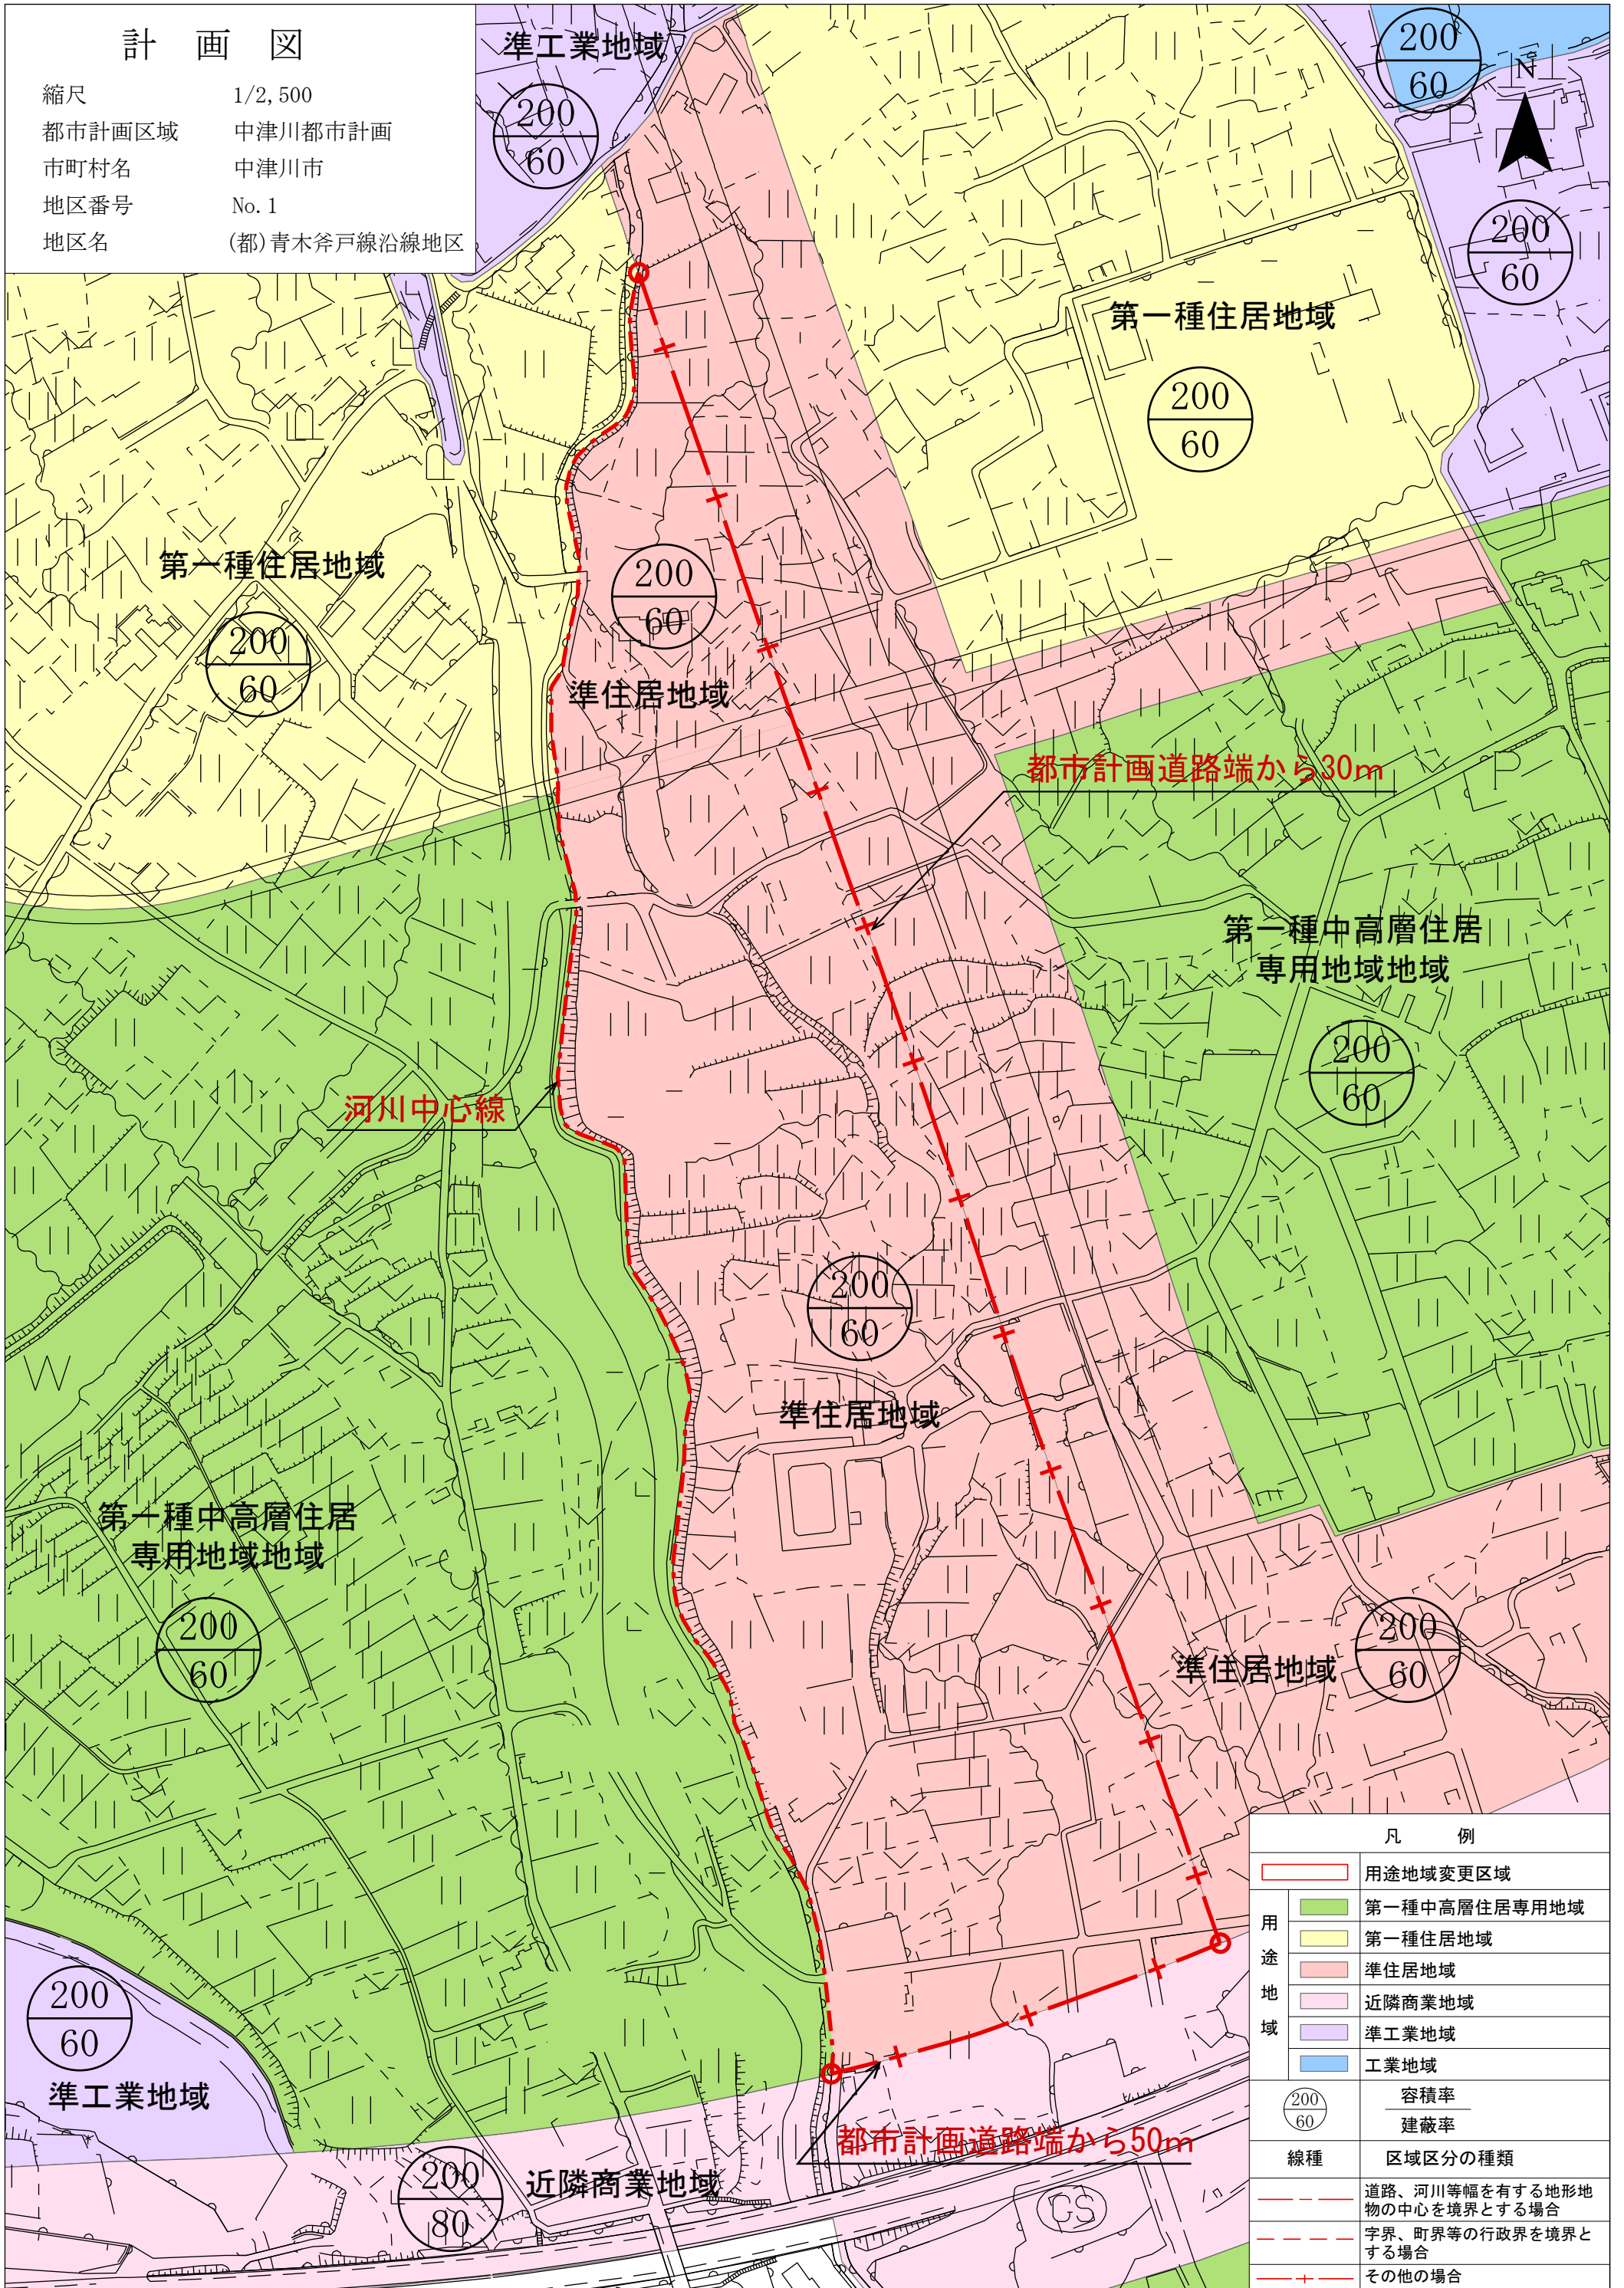 計画図
縮尺 1/2,500
都市計画区域 中津川都市計画
市町村名 中津川市
地区番号 No.1
地区名 (都)青木斧戸線沿線地区
準工業地域
200
60
200
60
N
200
60
第一種住居地域
200
60
第一種住居地域
200
60
200
60
準住居地域
P
P
都市計画道路端から30m
P
第一種中高層住居
専用地域地域
200
60
河川中心線
200
60
準住居地域
W
第一種中高層住居
専用地域地域
200
60
準住居地域
200
60
200
60
準工業地域
都市計画道路端から50m
200
80
近隣商業地域
GS
凡例
用途地域変更区域
用途地域
第一種中高層住居専用地域
第一種住居地域
準住居地域
近隣商業地域
準工業地域
工業地域
200
60
容積率
建蔽率
線種 区域区分の種類
道路、河川等幅を有する地形地
物の中心を境界とする場合
字界、町界等の行政界を境界と
する場合
その他の場合